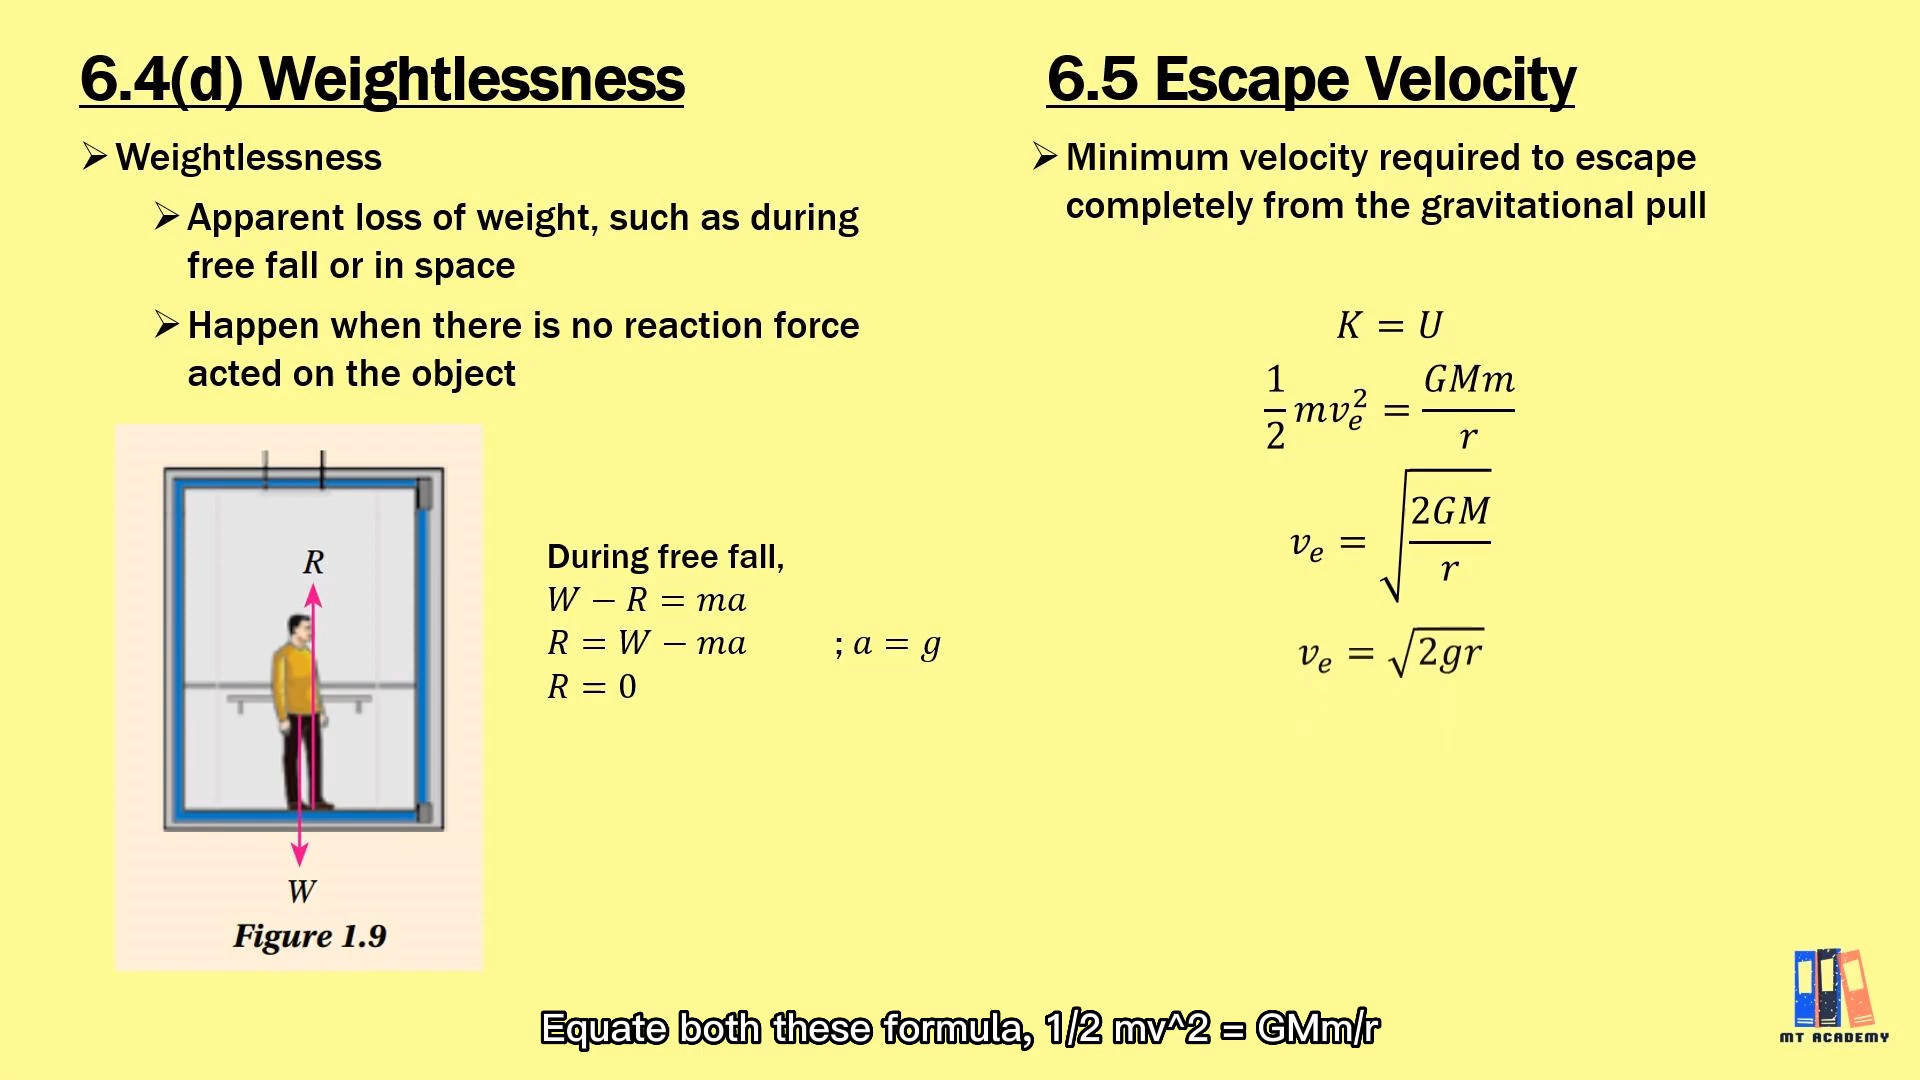 6.4(d) Weightlessness
➢ Weightlessness
➢ Apparent loss of weight, such as during
free fall or in space
➢ Happen when there is no reaction force
acted on the object
R
W
Figure 1.9
During free fall,
W − R = ma
R = W − ma ; a = g
R = 0
6.5 Escape Velocity
➢ Minimum velocity required to escape
completely from the gravitational pull
K = U
1/2 mv_e^2 = GMm/r
v_e = √(2GM/r)
v_e = √(2gr)
Equate both these formula, 1/2 mv^2 = GMm/r
MT ACADEMY